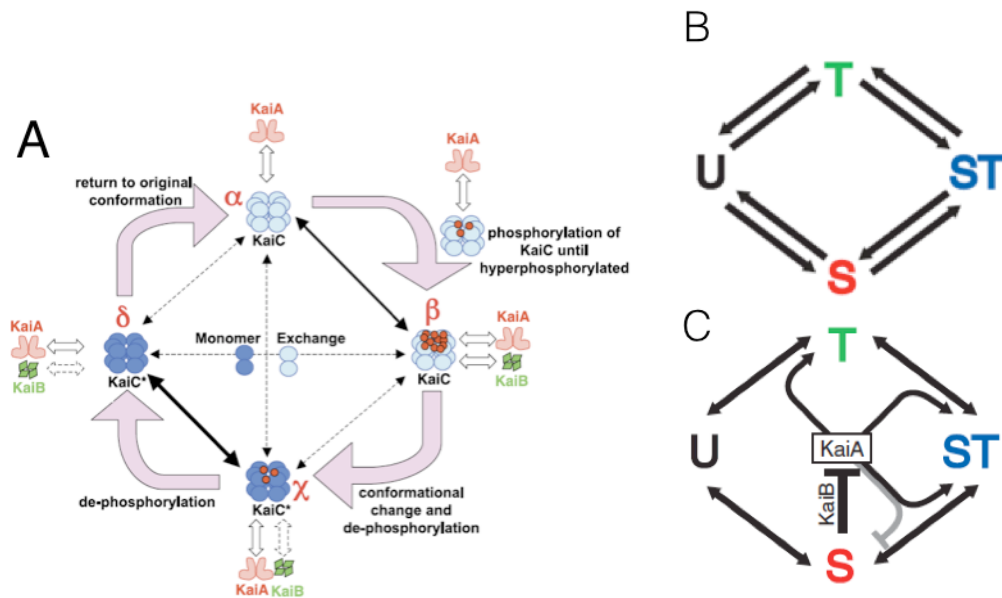 A
KaiA
KaiA
return to original
conformation
α
KaiC
phosphorylation of
KaiC until
hyperphosphorylated
δ
β
KaiA
KaiB
KaiC*
Monomer
Exchange
KaiC
KaiA
KaiB
de-phosphorylation
χ
KaiC*
conformational
change and
de-phosphorylation
KaiA
KaiB
B
T
U
ST
S
C
T
U
KaiA
ST
KaiB
S